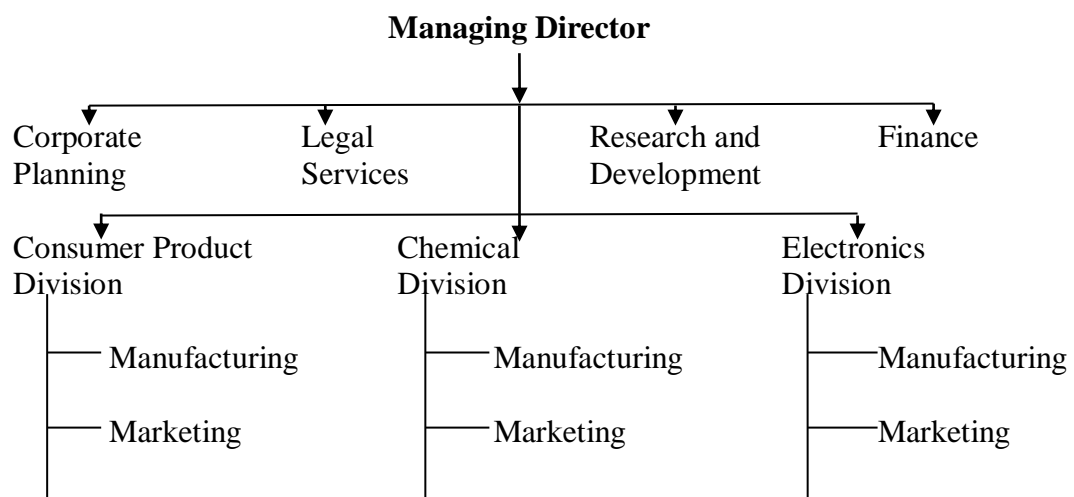 Managing Director
Corporate Planning
Legal Services
Research and Development
Finance
Consumer Product Division
Chemical Division
Electronics Division
Manufacturing
Manufacturing
Manufacturing
Marketing
Marketing
Marketing